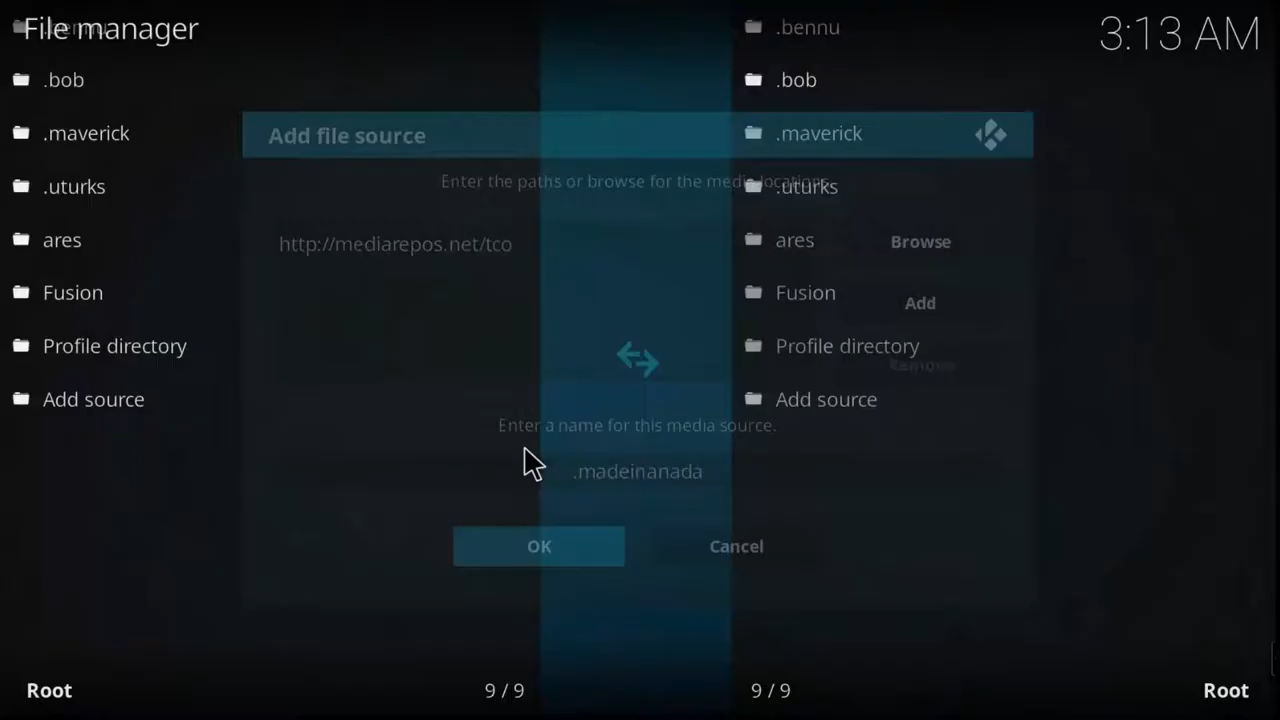 File manager
3:13 AM
.bennu
.bob
.maverick
.uturks
ares
Fusion
Profile directory
Add source
.bennu
.bob
.maverick
.uturks
ares
Fusion
Profile directory
Add source
Add file source
Enter the paths or browse for the media locations.
http://mediarepos.net/tco
Browse
Add
Remove
Enter a name for this media source.
.madeinanada
OK
Cancel
Root
9 / 9
9 / 9
Root